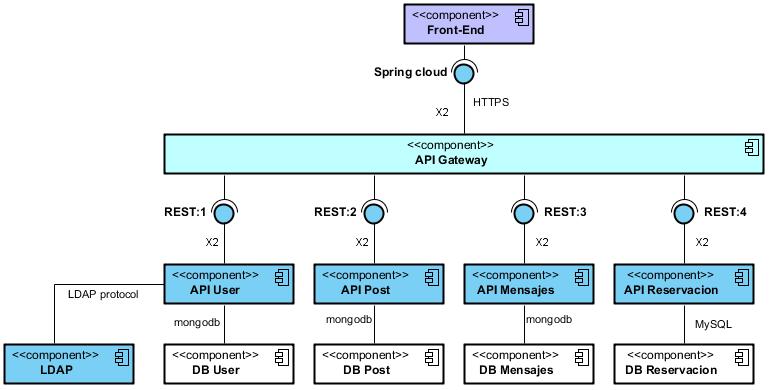 <<component>>
Front-End
Spring cloud
HTTPS
X2
<<component>>
API Gateway
REST:1
REST:2
REST:3
REST:4
X2
X2
X2
X2
<<component>>
API User
<<component>>
API Post
<<component>>
API Mensajes
<<component>>
API Reservacion
LDAP protocol
mongodb
mongodb
mongodb
MySQL
<<component>>
LDAP
<<component>>
DB User
<<component>>
DB Post
<<component>>
DB Mensajes
<<component>>
DB Reservacion